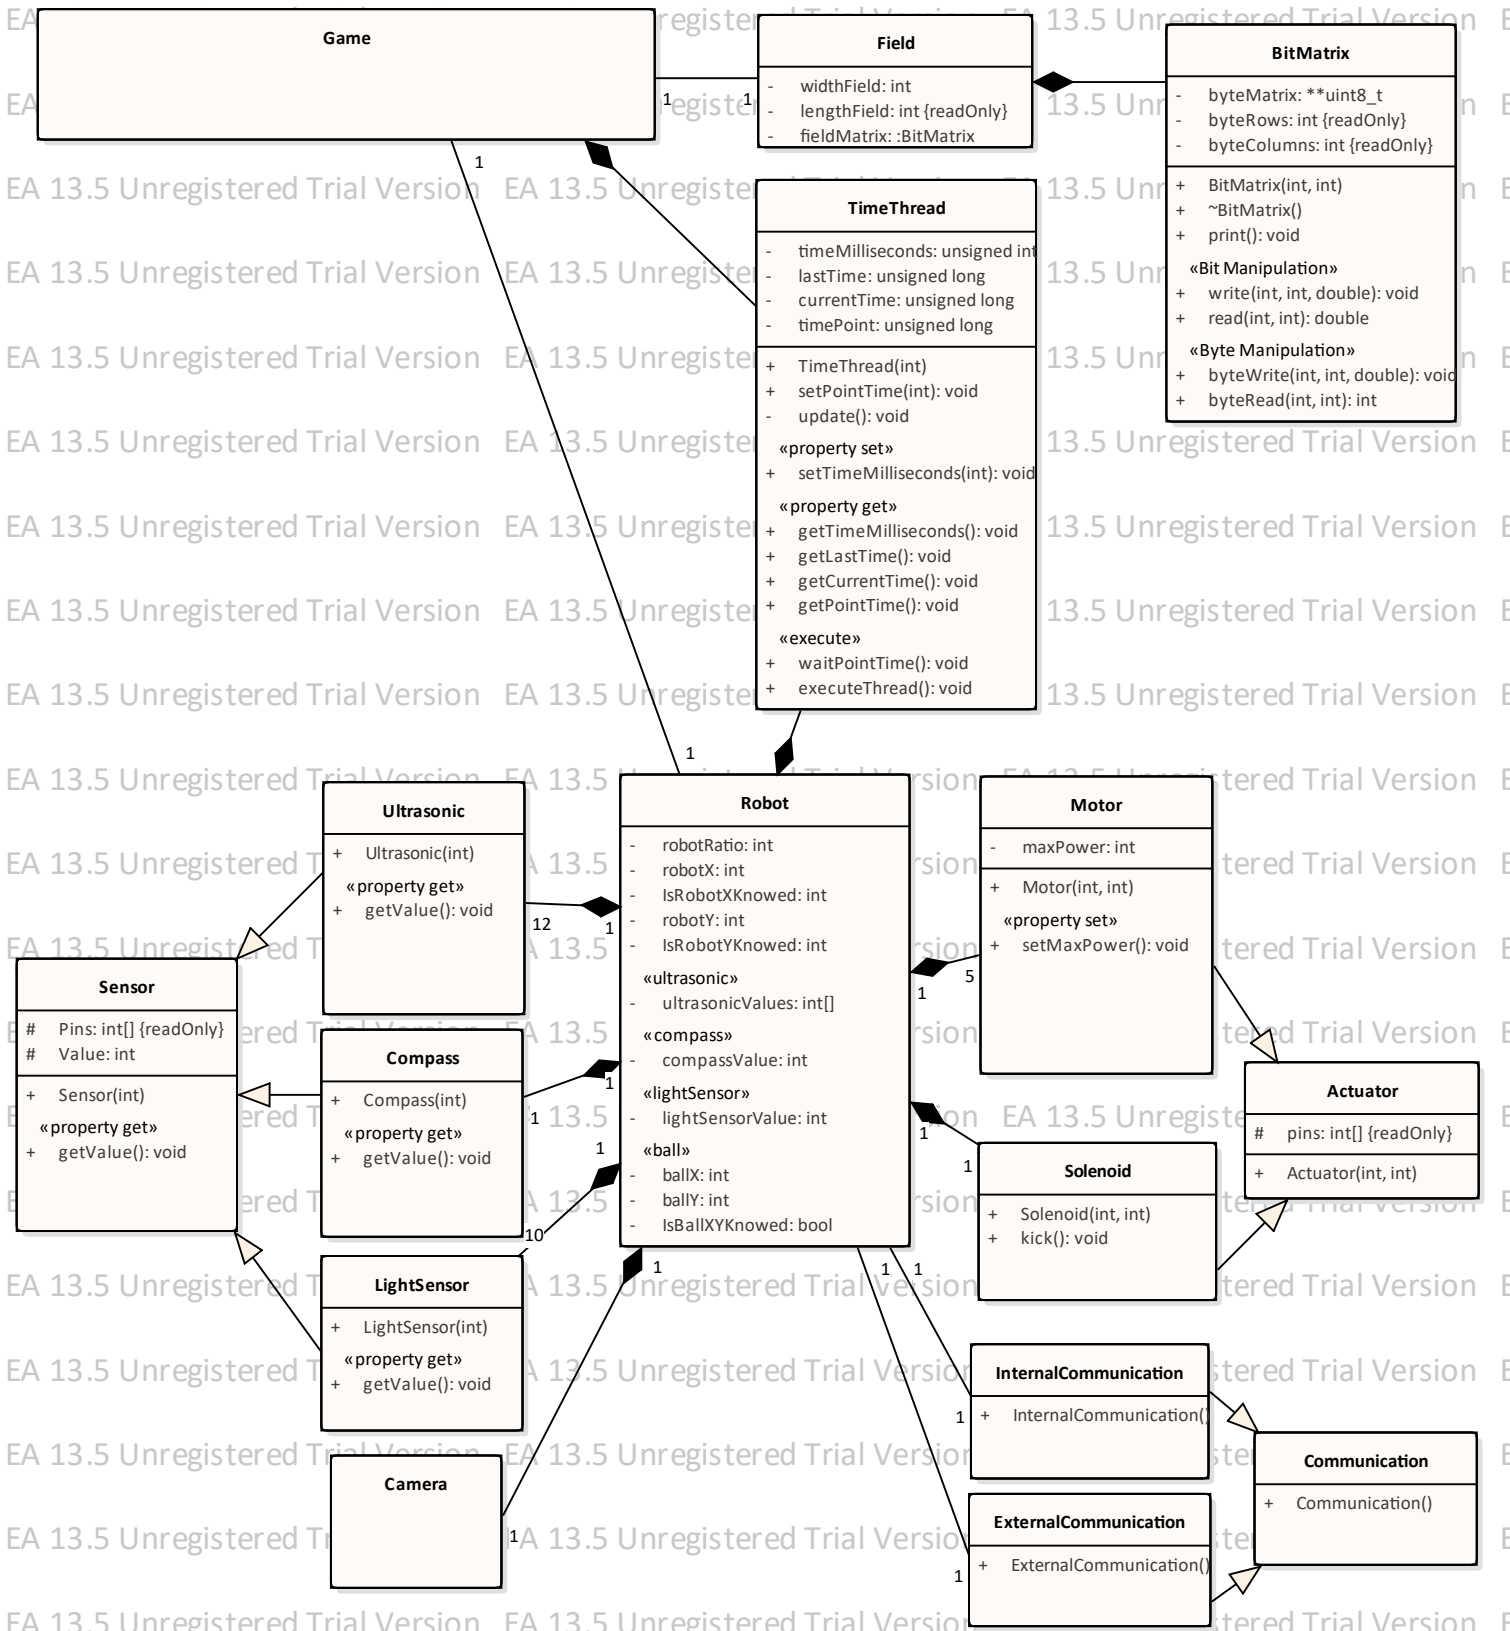 Game
1
1
1
Field
- widthField: int
- lengthField: int {readOnly}
- fieldMatrix: :BitMatrix
BitMatrix
- byteMatrix: **uint8_t
- byteRows: int {readOnly}
- byteColumns: int {readOnly}
+ BitMatrix(int, int)
+ ~BitMatrix()
+ print(): void
«Bit Manipulation»
+ write(int, int, double): void
+ read(int, int): double
«Byte Manipulation»
+ byteWrite(int, int, double): void
+ byteRead(int, int): int
TimeThread
- timeMilliseconds: unsigned int
- lastTime: unsigned long
- currentTime: unsigned long
- timePoint: unsigned long
+ TimeThread(int)
+ setPointTime(int): void
- update(): void
«property set»
+ setTimeMilliseconds(int): void
«property get»
+ getTimeMilliseconds(): void
+ getLastTime(): void
+ getCurrentTime(): void
+ getPointTime(): void
«execute»
+ waitPointTime(): void
+ executeThread(): void
1
Ultrasonic
+ Ultrasonic(int)
«property get»
+ getValue(): void
12
1
Robot
- robotRatio: int
- robotX: int
- IsRobotXKnowed: int
- robotY: int
- IsRobotYKnowed: int
«ultrasonic»
- ultrasonicValues: int[]
«compass»
- compassValue: int
«lightSensor»
- lightSensorValue: int
«ball»
- ballX: int
- ballY: int
- IsBallXYKnowed: bool
Motor
- maxPower: int
+ Motor(int, int)
«property set»
+ setMaxPower(): void
1
5
Sensor
# Pins: int[] {readOnly}
# Value: int
+ Sensor(int)
«property get»
+ getValue(): void
Compass
+ Compass(int)
«property get»
+ getValue(): void
1
1
Actuator
# pins: int[] {readOnly}
+ Actuator(int, int)
1
1
Solenoid
+ Solenoid(int, int)
+ kick(): void
1
10
LightSensor
+ LightSensor(int)
«property get»
+ getValue(): void
1
1
1
InternalCommunication
+ InternalCommunication()
1
Communication
+ Communication()
Camera
1
ExternalCommunication
+ ExternalCommunication()
1
EA 13.5 Unregistered Trial Version EA 13.5 Unregistered Trial Version